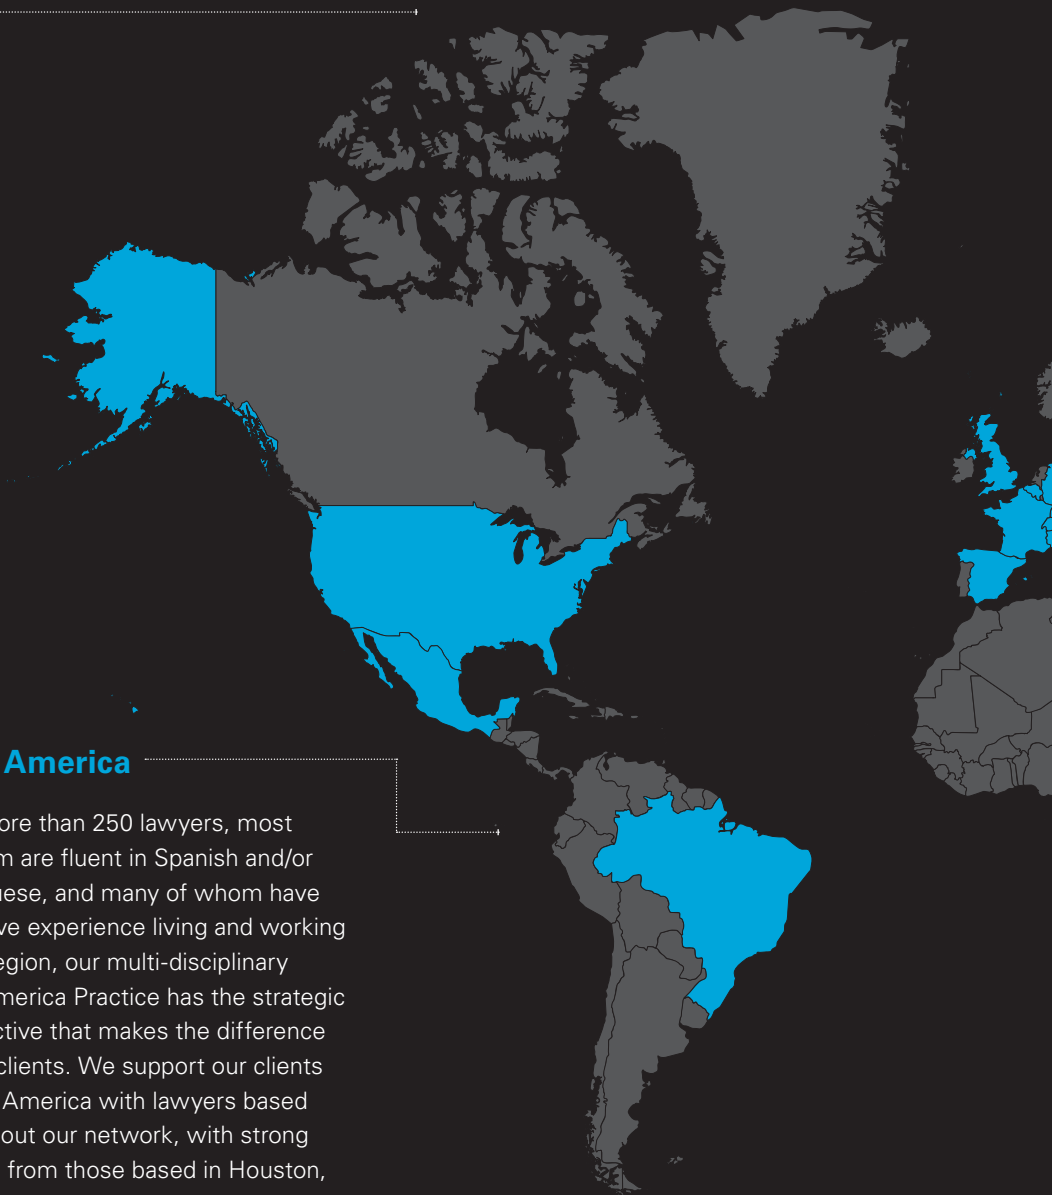 America
ore than 250 lawyers, most
m are fluent in Spanish and/or
uese, and many of whom have
ve experience living and working
egion, our multi-disciplinary
merica Practice has the strategic
ctive that makes the difference
clients. We support our clients
America with lawyers based
out our network, with strong
from those based in Houston,